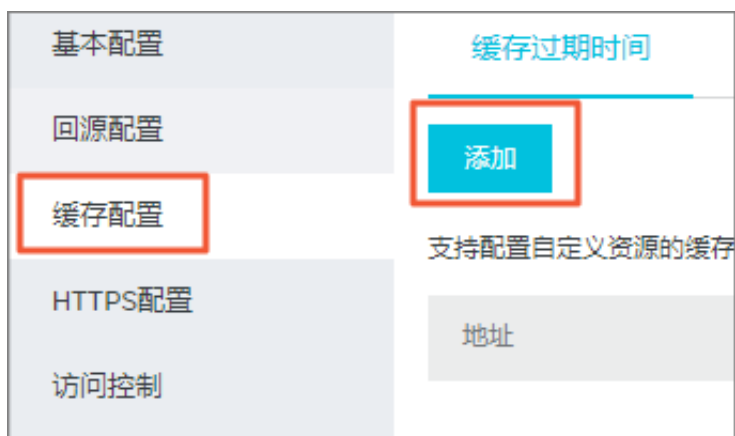 基本配置
回源配置
缓存配置
HTTPS配置
访问控制
缓存过期时间
添加
支持配置自定义资源的缓存
地址